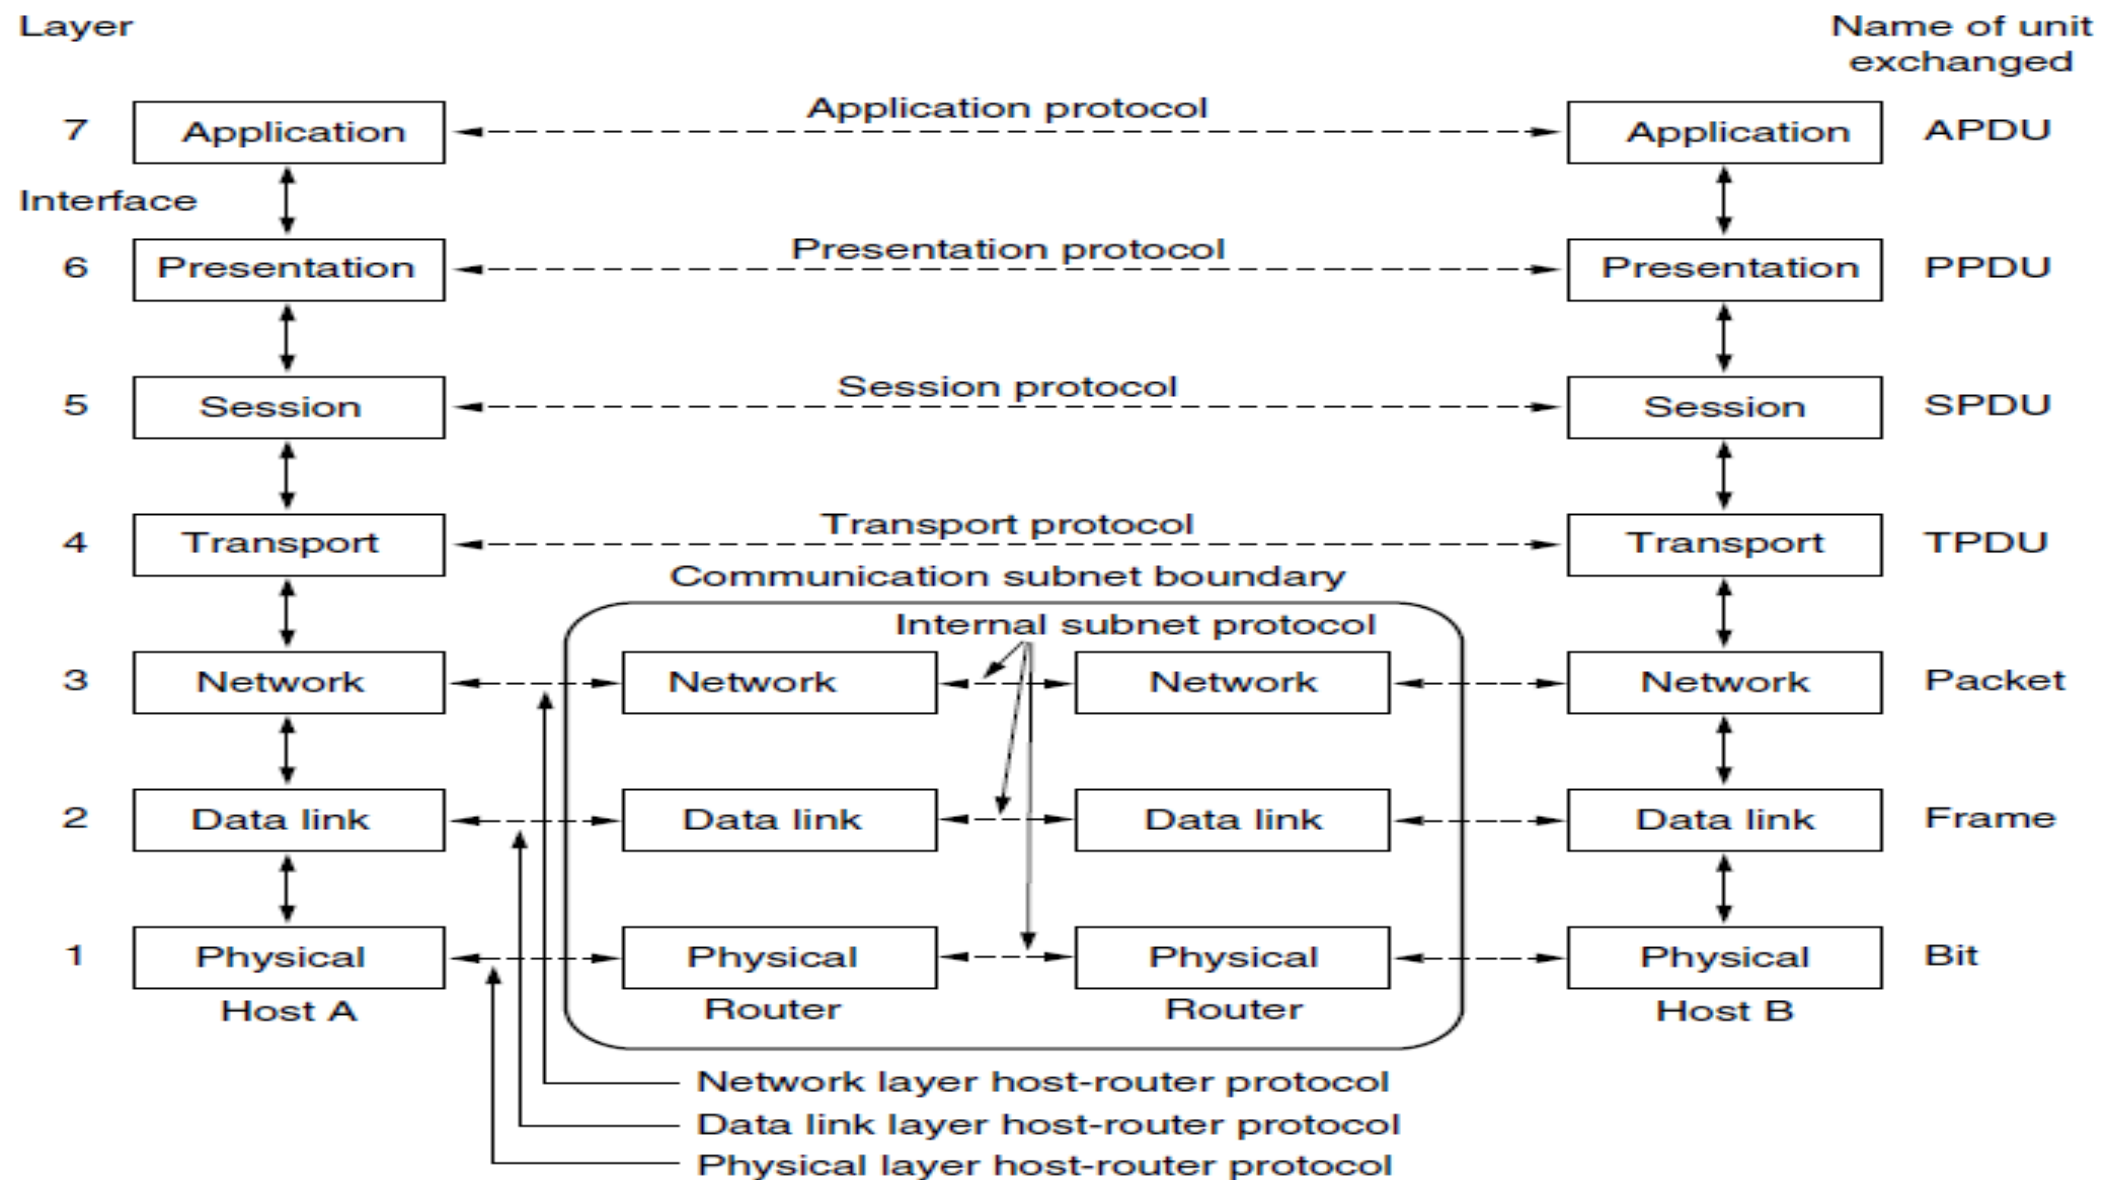 Layer
Name of unit
exchanged
Application protocol
7 Application Application APDU
Interface
Presentation protocol
6 Presentation Presentation PPDU
Session protocol
5 Session Session SPDU
Transport protocol
4 Transport Transport TPDU
Communication subnet boundary
Internal subnet protocol
3 Network Network Network Network Packet
2 Data link Data link Data link Data link Frame
1 Physical Physical Physical Physical Bit
Host A Router Router Host B
Network layer host-router protocol
Data link layer host-router protocol
Physical layer host-router protocol